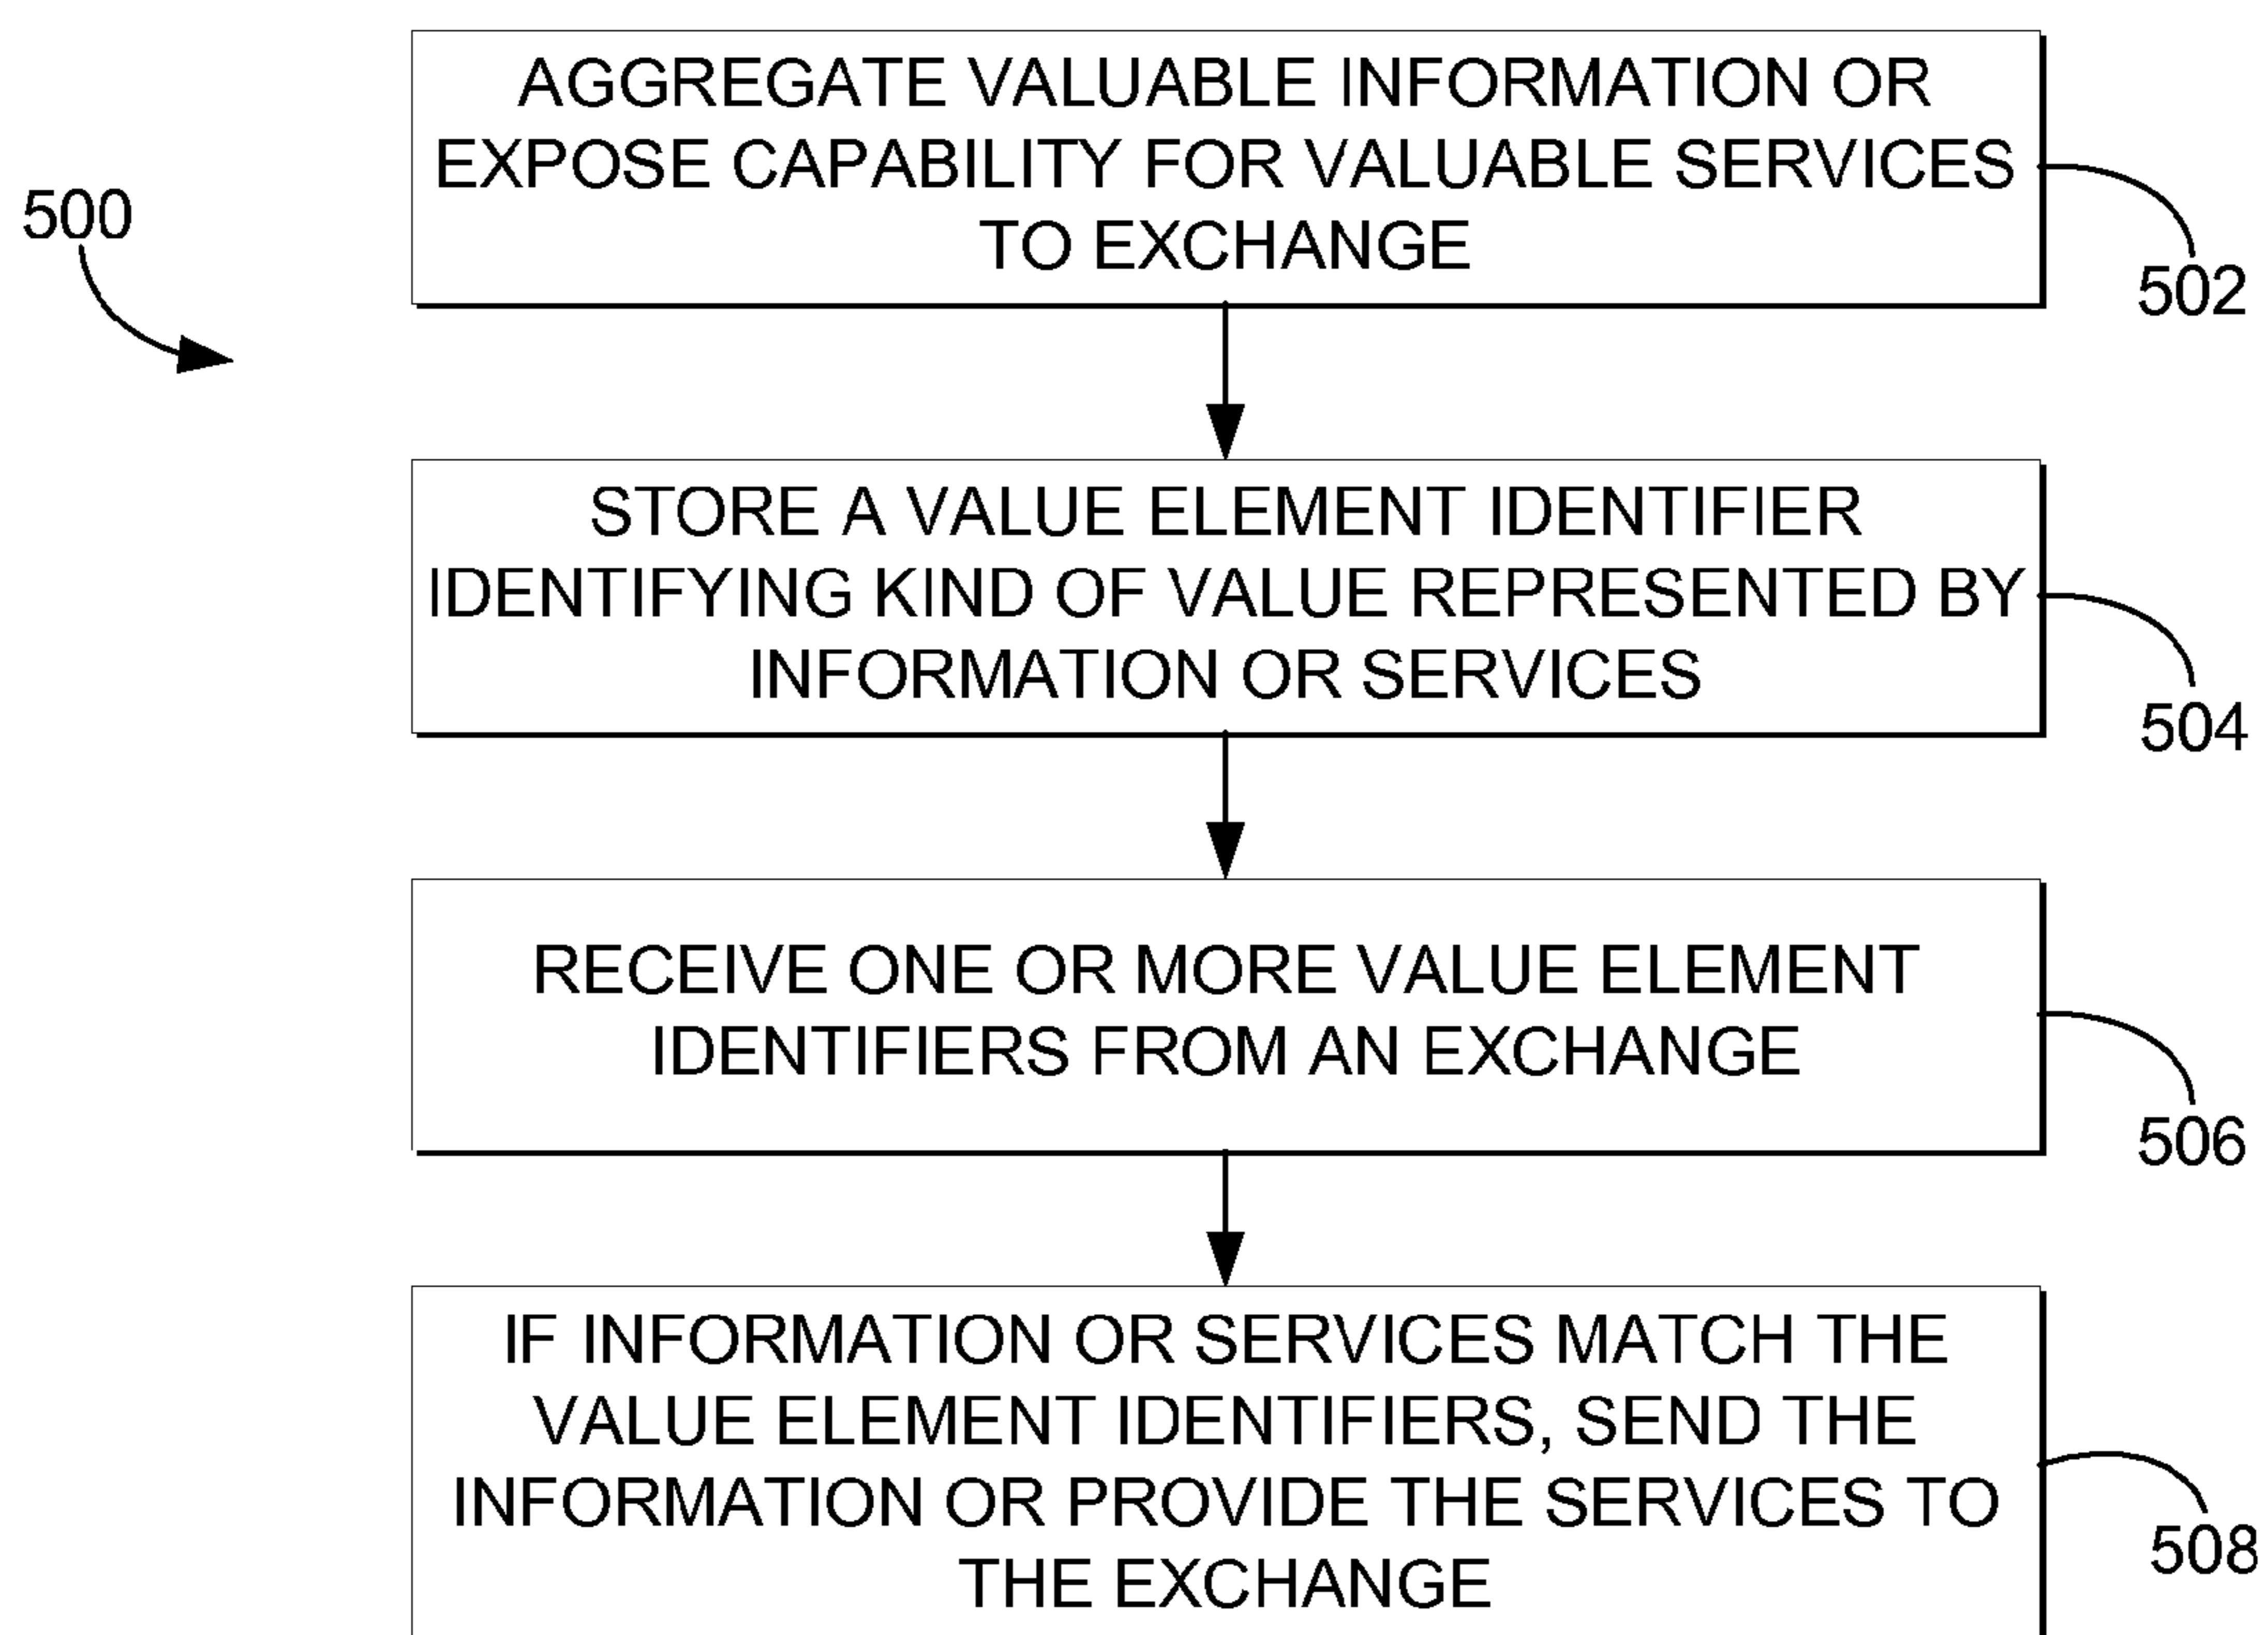 AGGREGATE VALUABLE INFORMATION OR
EXPOSE CAPABILITY FOR VALUABLE SERVICES
TO EXCHANGE
500
502
STORE A VALUE ELEMENT IDENTIFIER
IDENTIFYING KIND OF VALUE REPRESENTED BY
INFORMATION OR SERVICES
504
RECEIVE ONE OR MORE VALUE ELEMENT
IDENTIFIERS FROM AN EXCHANGE
506
IF INFORMATION OR SERVICES MATCH THE
VALUE ELEMENT IDENTIFIERS, SEND THE
INFORMATION OR PROVIDE THE SERVICES TO
THE EXCHANGE
508